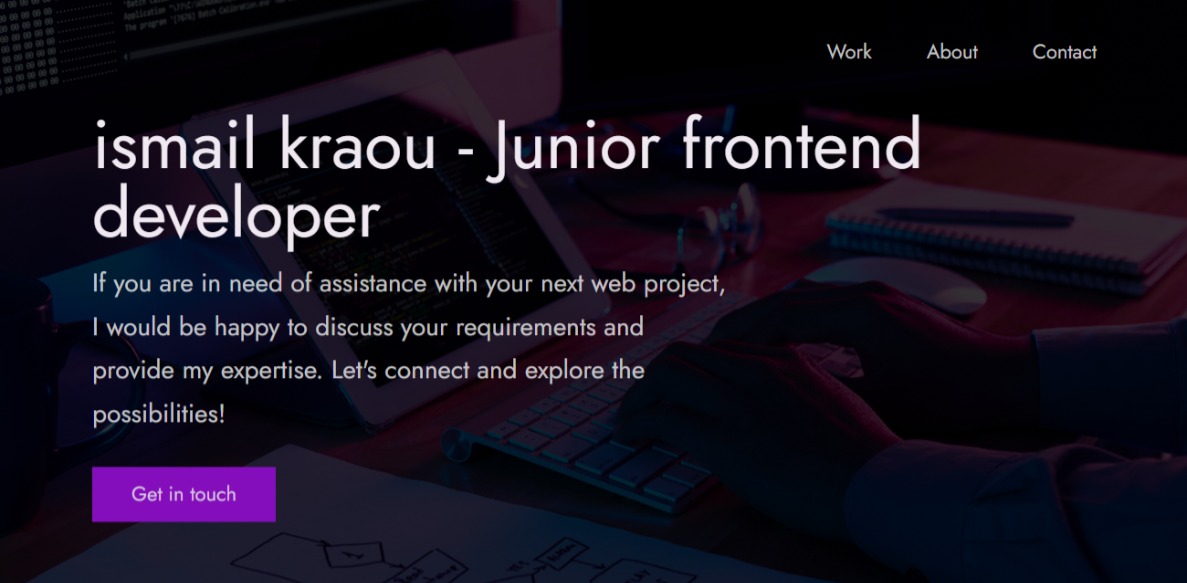 Work About Contact
ismail kraou - Junior frontend
developer
If you are in need of assistance with your next web project,
I would be happy to discuss your requirements and
provide my expertise. Let's connect and explore the
possibilities!
Get in touch